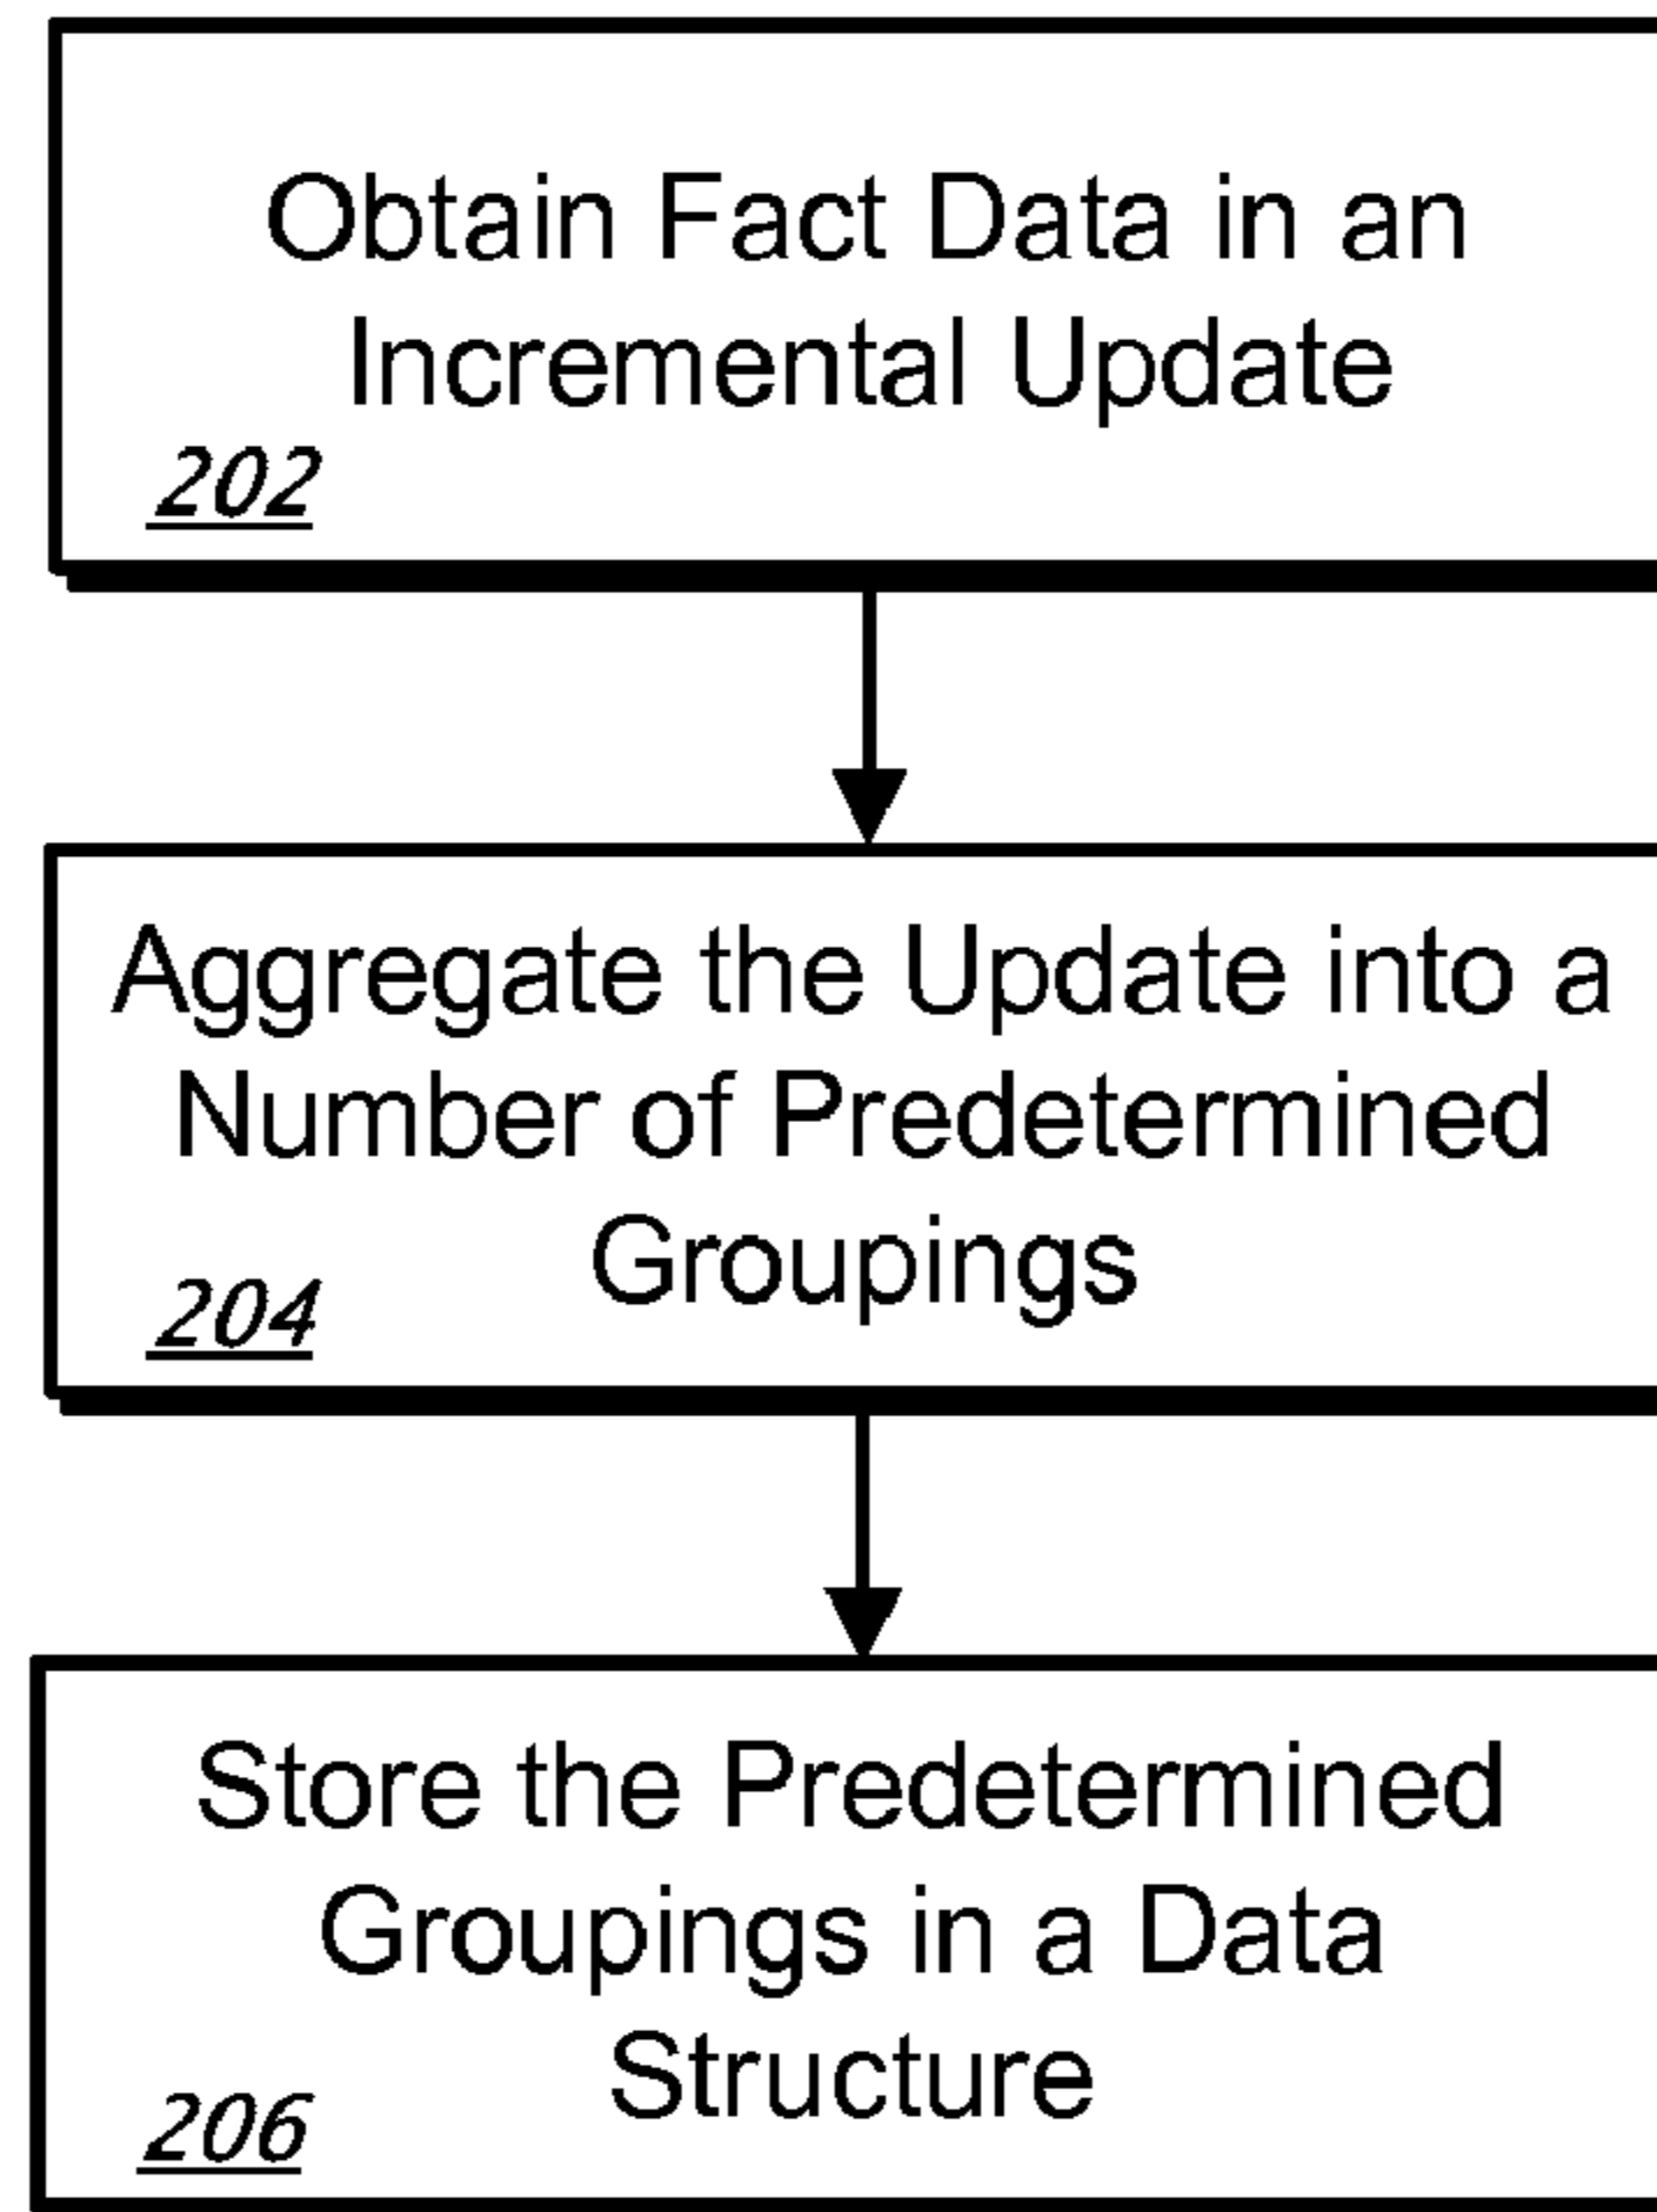 Obtain Fact Data in an
Incremental Update
202
Aggregate the Update into a
Number of Predetermined
Groupings
204
Store the Predetermined
Groupings in a Data
Structure
206